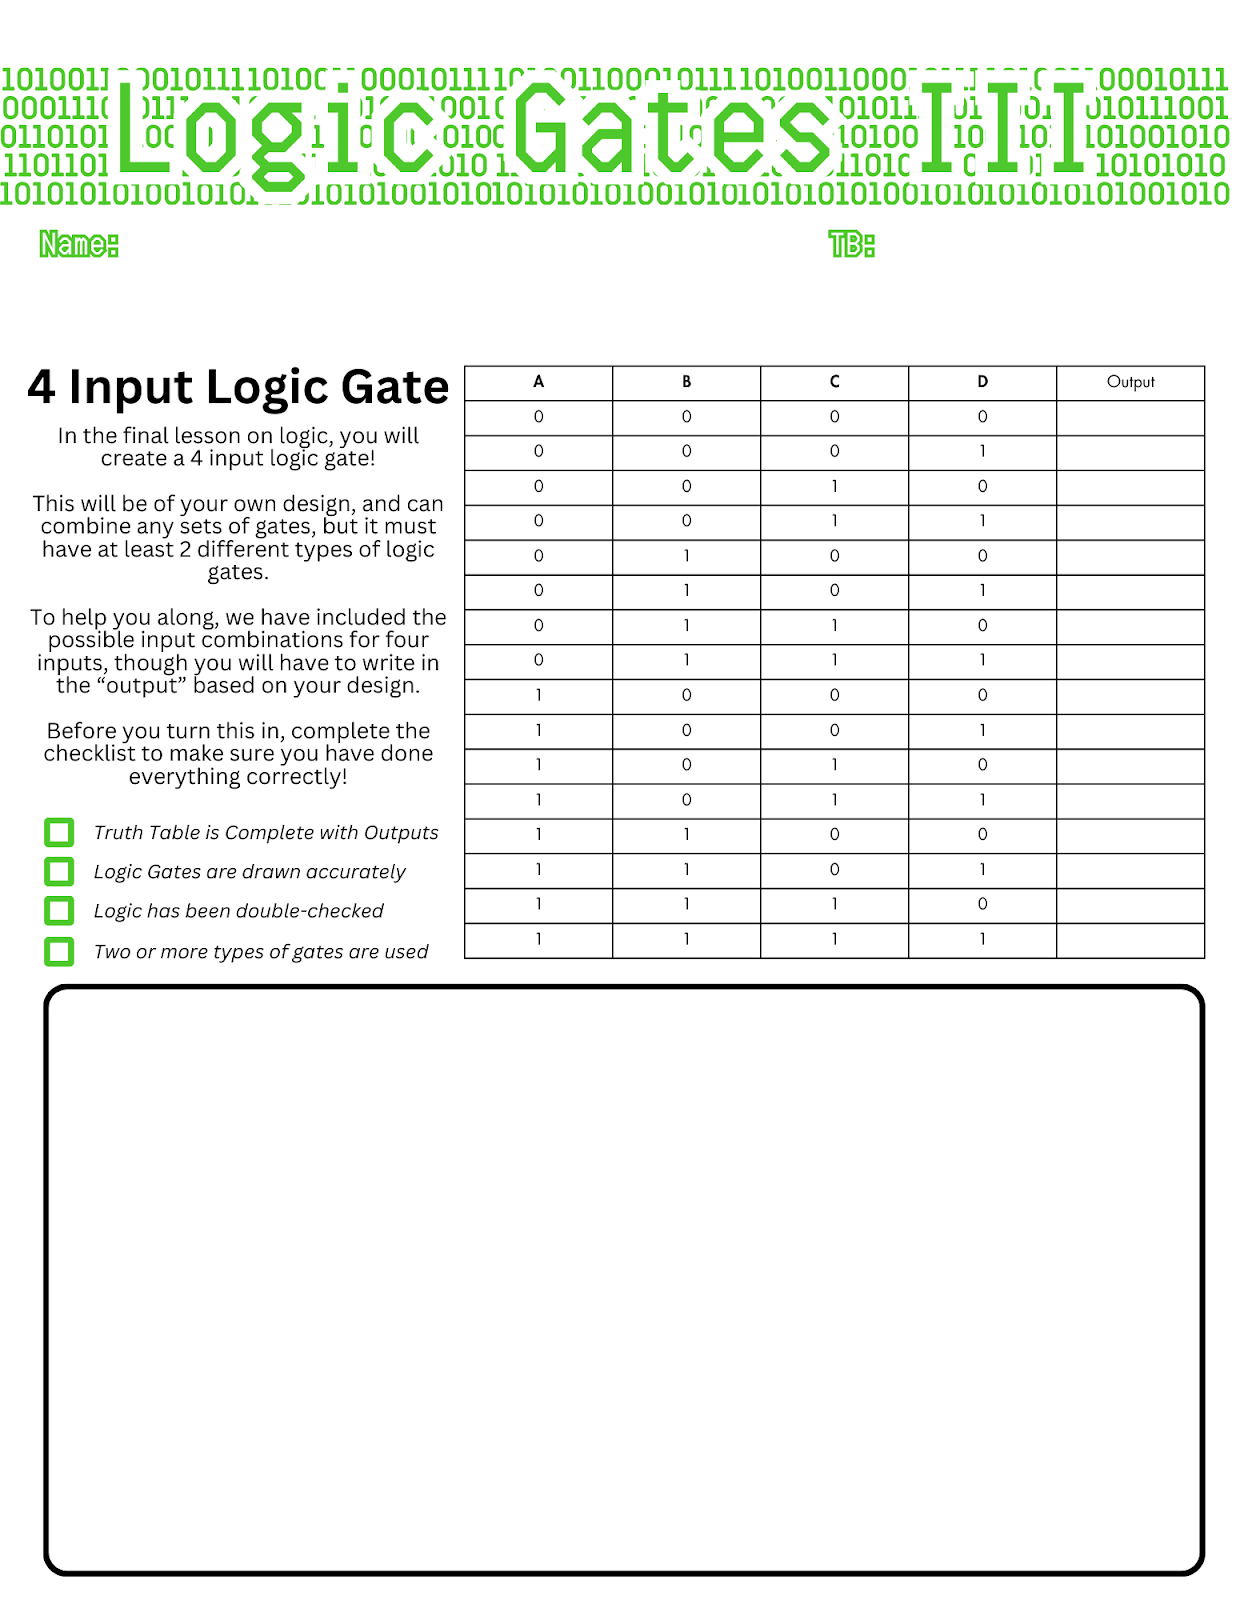 Logic Gates III
Name:
TB:
4 Input Logic Gate
In the final lesson on logic, you will
create a 4 input logic gate!
This will be of your own design, and can
combine any sets of gates, but it must
have at least 2 different types of logic
gates.
To help you along, we have included the
possible input combinations for four
inputs, though you will have to write in
the “output” based on your design.
Before you turn this in, complete the
checklist to make sure you have done
everything correctly!
Truth Table is Complete with Outputs
Logic Gates are drawn accurately
Logic has been double-checked
Two or more types of gates are used
A B C D Output
0 0 0 0
0 0 0 1
0 0 1 0
0 0 1 1
0 1 0 0
0 1 0 1
0 1 1 0
0 1 1 1
1 0 0 0
1 0 0 1
1 0 1 0
1 0 1 1
1 1 0 0
1 1 0 1
1 1 1 0
1 1 1 1